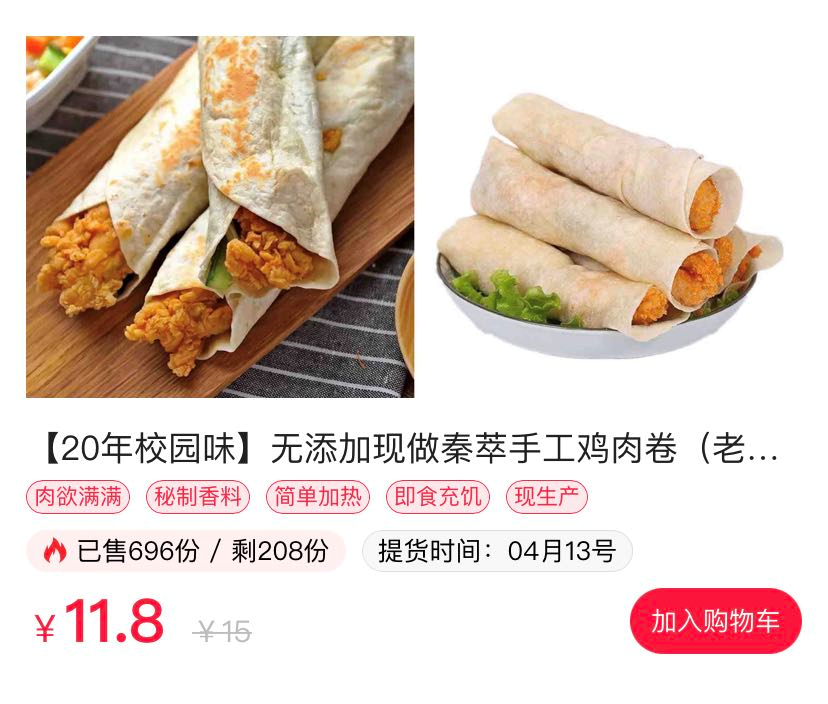 【20年校园味】无添加现做秦萃手工鸡肉卷（老...
肉欲满满 秘制香料 简单加热 即食充饥 现生产
已售696份 / 剩208份 提货时间：04月13号
¥11.8 ¥15 加入购物车